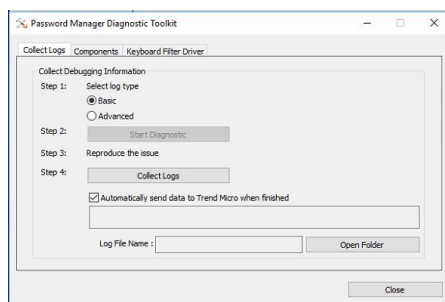 Password Manager Diagnostic Toolkit
Collect Logs Components Keyboard Filter Driver
Collect Debugging Information
Step 1: Select log type
Basic
Advanced
Step 2: Start Diagnostic
Step 3: Reproduce the issue
Step 4: Collect Logs
Automatically send data to Trend Micro when finished
Log File Name : Open Folder
Close